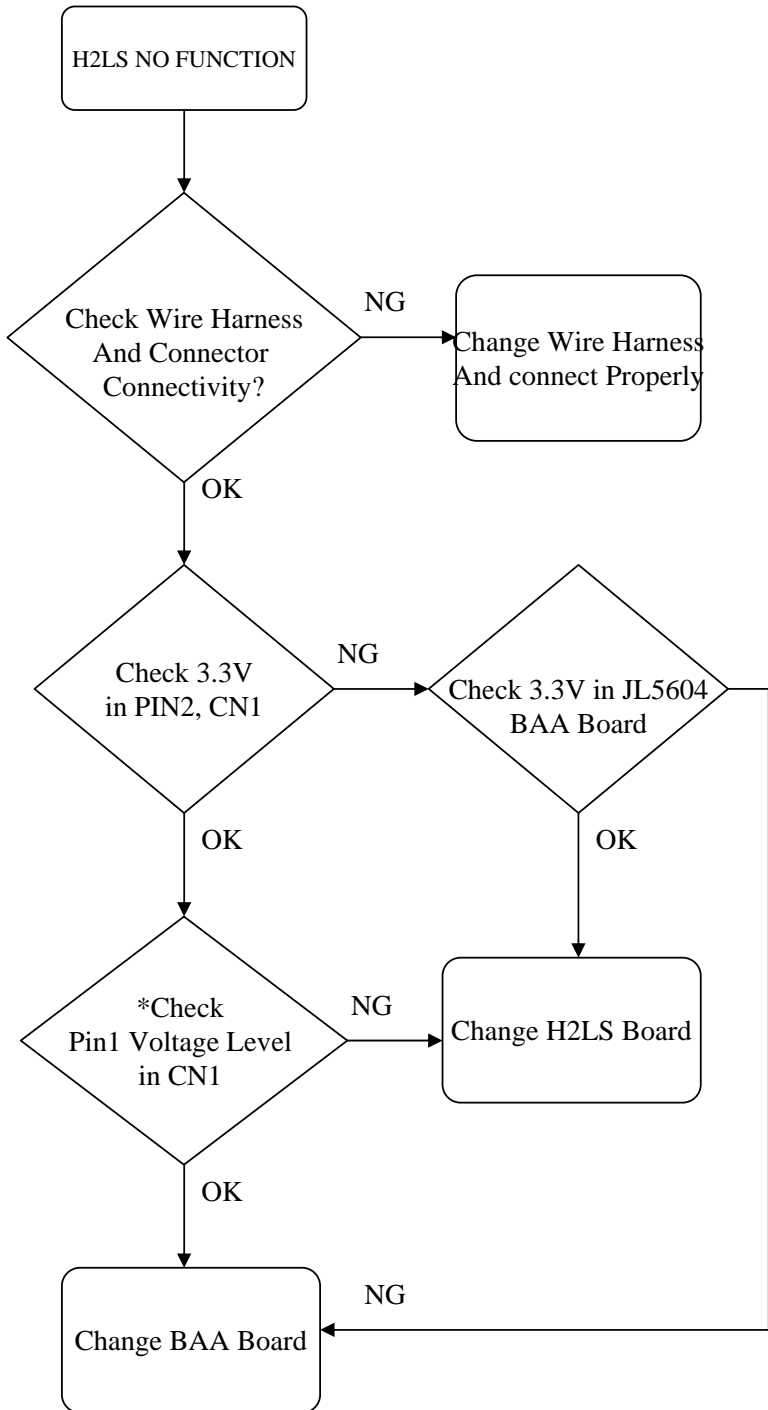 H2LS NO FUNCTION
Check Wire Harness
And Connector
Connectivity?
NG
Change Wire Harness
And connect Properly
OK
Check 3.3V
in PIN2, CN1
NG
Check 3.3V in JL5604
BAA Board
OK
OK
*Check
Pin1 Voltage Level
in CN1
NG
Change H2LS Board
OK
Change BAA Board
NG